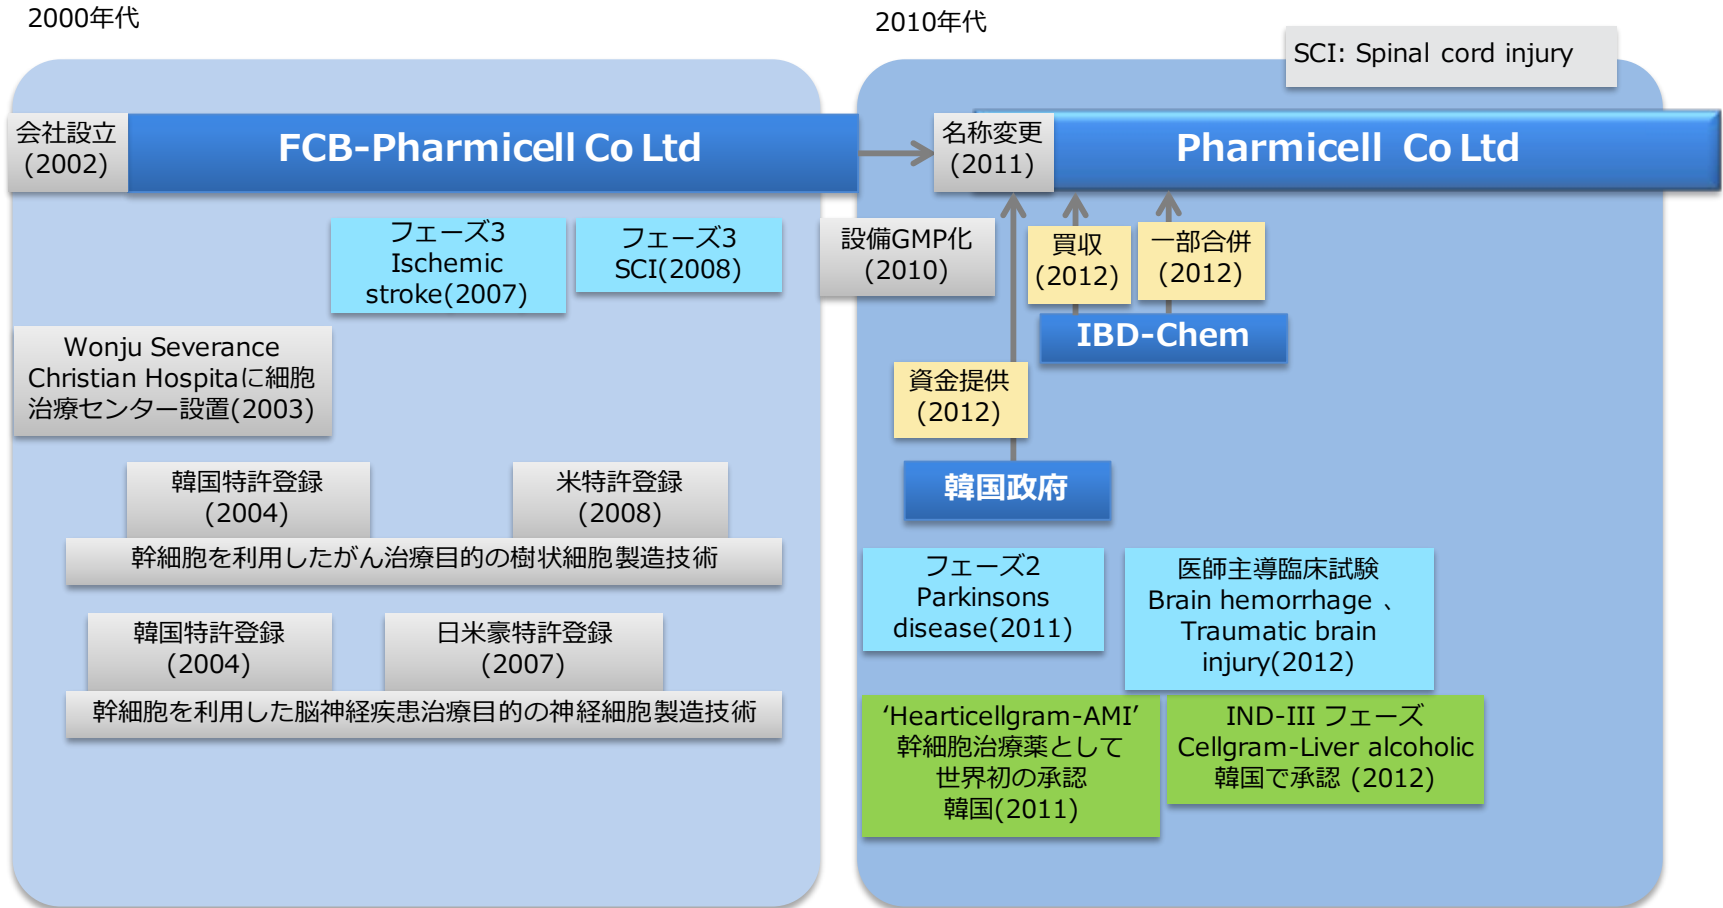 2000年代
2010年代
SCI: Spinal cord injury
会社設立
(2002)
FCB-Pharmicell Co Ltd
名称変更
(2011)
Pharmicell Co Ltd
フェーズ3
Ischemic
stroke(2007)
フェーズ3
SCI(2008)
設備GMP化
(2010)
買収
(2012)
一部合併
(2012)
IBD-Chem
Wonju Severance
Christian Hospitaに細胞
治療センター設置(2003)
資金提供
(2012)
韓国政府
韓国特許登録
(2004)
米特許登録
(2008)
幹細胞を利用したがん治療目的の樹状細胞製造技術
韓国特許登録
(2004)
日米豪特許登録
(2007)
幹細胞を利用した脳神経疾患治療目的の神経細胞製造技術
フェーズ2
Parkinsons
disease(2011)
医師主導臨床試験
Brain hemorrhage 、
Traumatic brain
injury(2012)
‘Hearticellgram-AMI’
幹細胞治療薬として
世界初の承認
韓国(2011)
IND-III フェーズ
Cellgram-Liver alcoholic
韓国で承認 (2012)